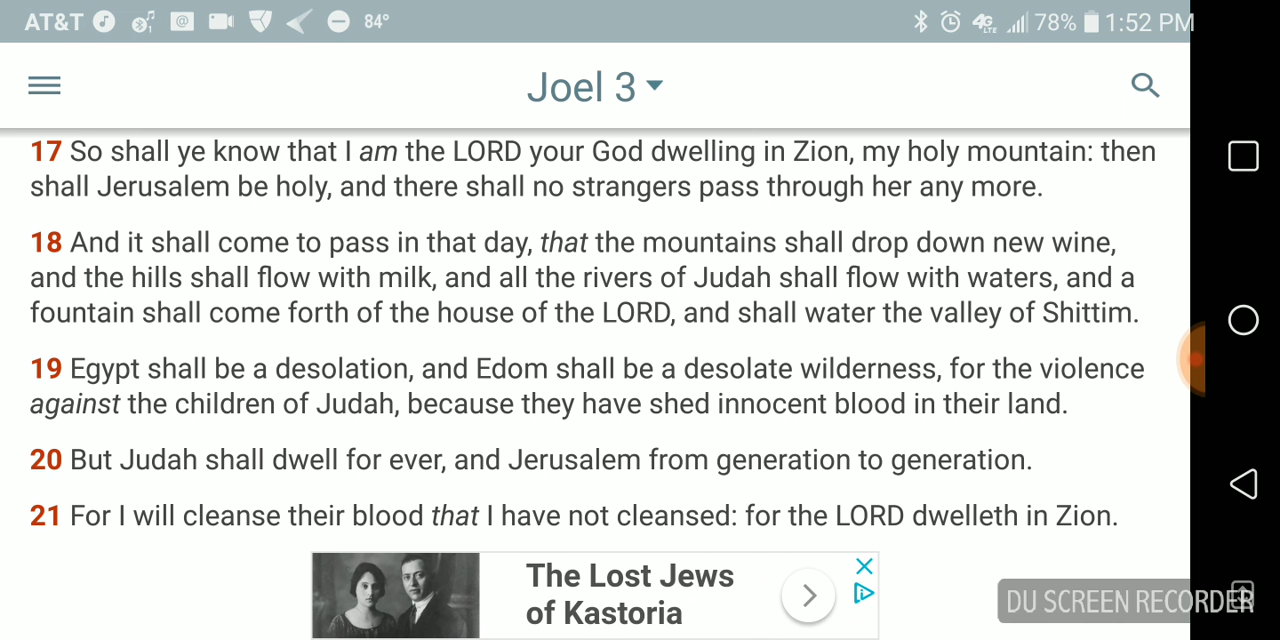 AT&T 84° 4G LTE 78% 1:52 PM
Joel 3
17 So shall ye know that I am the LORD your God dwelling in Zion, my holy mountain: then
shall Jerusalem be holy, and there shall no strangers pass through her any more.
18 And it shall come to pass in that day, that the mountains shall drop down new wine,
and the hills shall flow with milk, and all the rivers of Judah shall flow with waters, and a
fountain shall come forth of the house of the LORD, and shall water the valley of Shittim.
19 Egypt shall be a desolation, and Edom shall be a desolate wilderness, for the violence
against the children of Judah, because they have shed innocent blood in their land.
20 But Judah shall dwell for ever, and Jerusalem from generation to generation.
21 For I will cleanse their blood that I have not cleansed: for the LORD dwelleth in Zion.
The Lost Jews
of Kastoria
DU SCREEN RECORDER